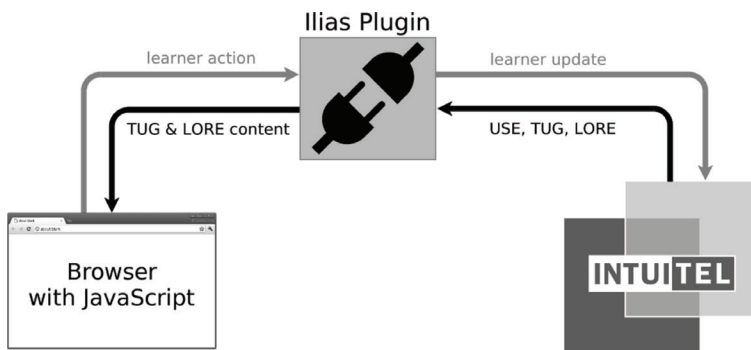 Ilias Plugin
learner action
learner update
TUG & LORE content
USE, TUG, LORE
Browser
with JavaScript
INTUITEL